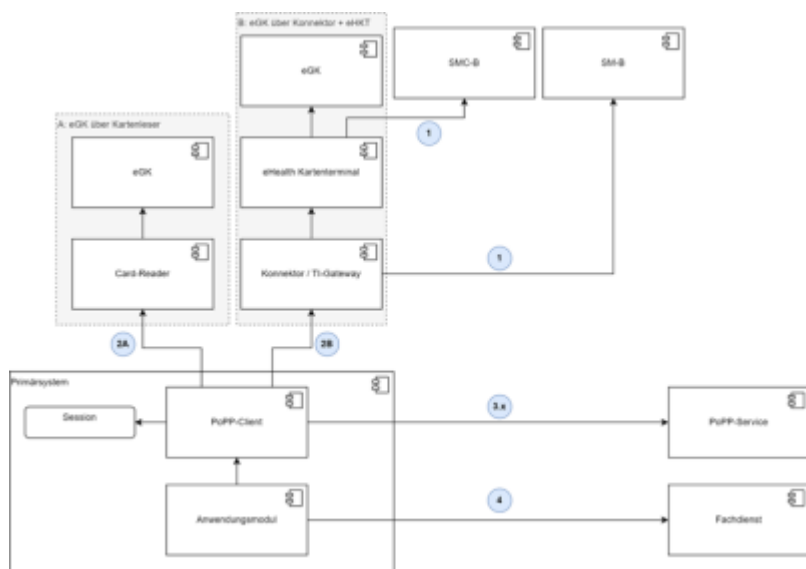 B: eGK über Konnektor + eHKT
eGK
SMC-B
SM-B
1
A: eGK über Kartenleser
eGK
eHealth Kartenterminal
Card-Reader
Konnektor / TI-Gateway
1
2A
2B
Primärsystem
Session
PoPP-Client
3.x
PoPP-Service
Anwendungsmodul
4
Fachdienst